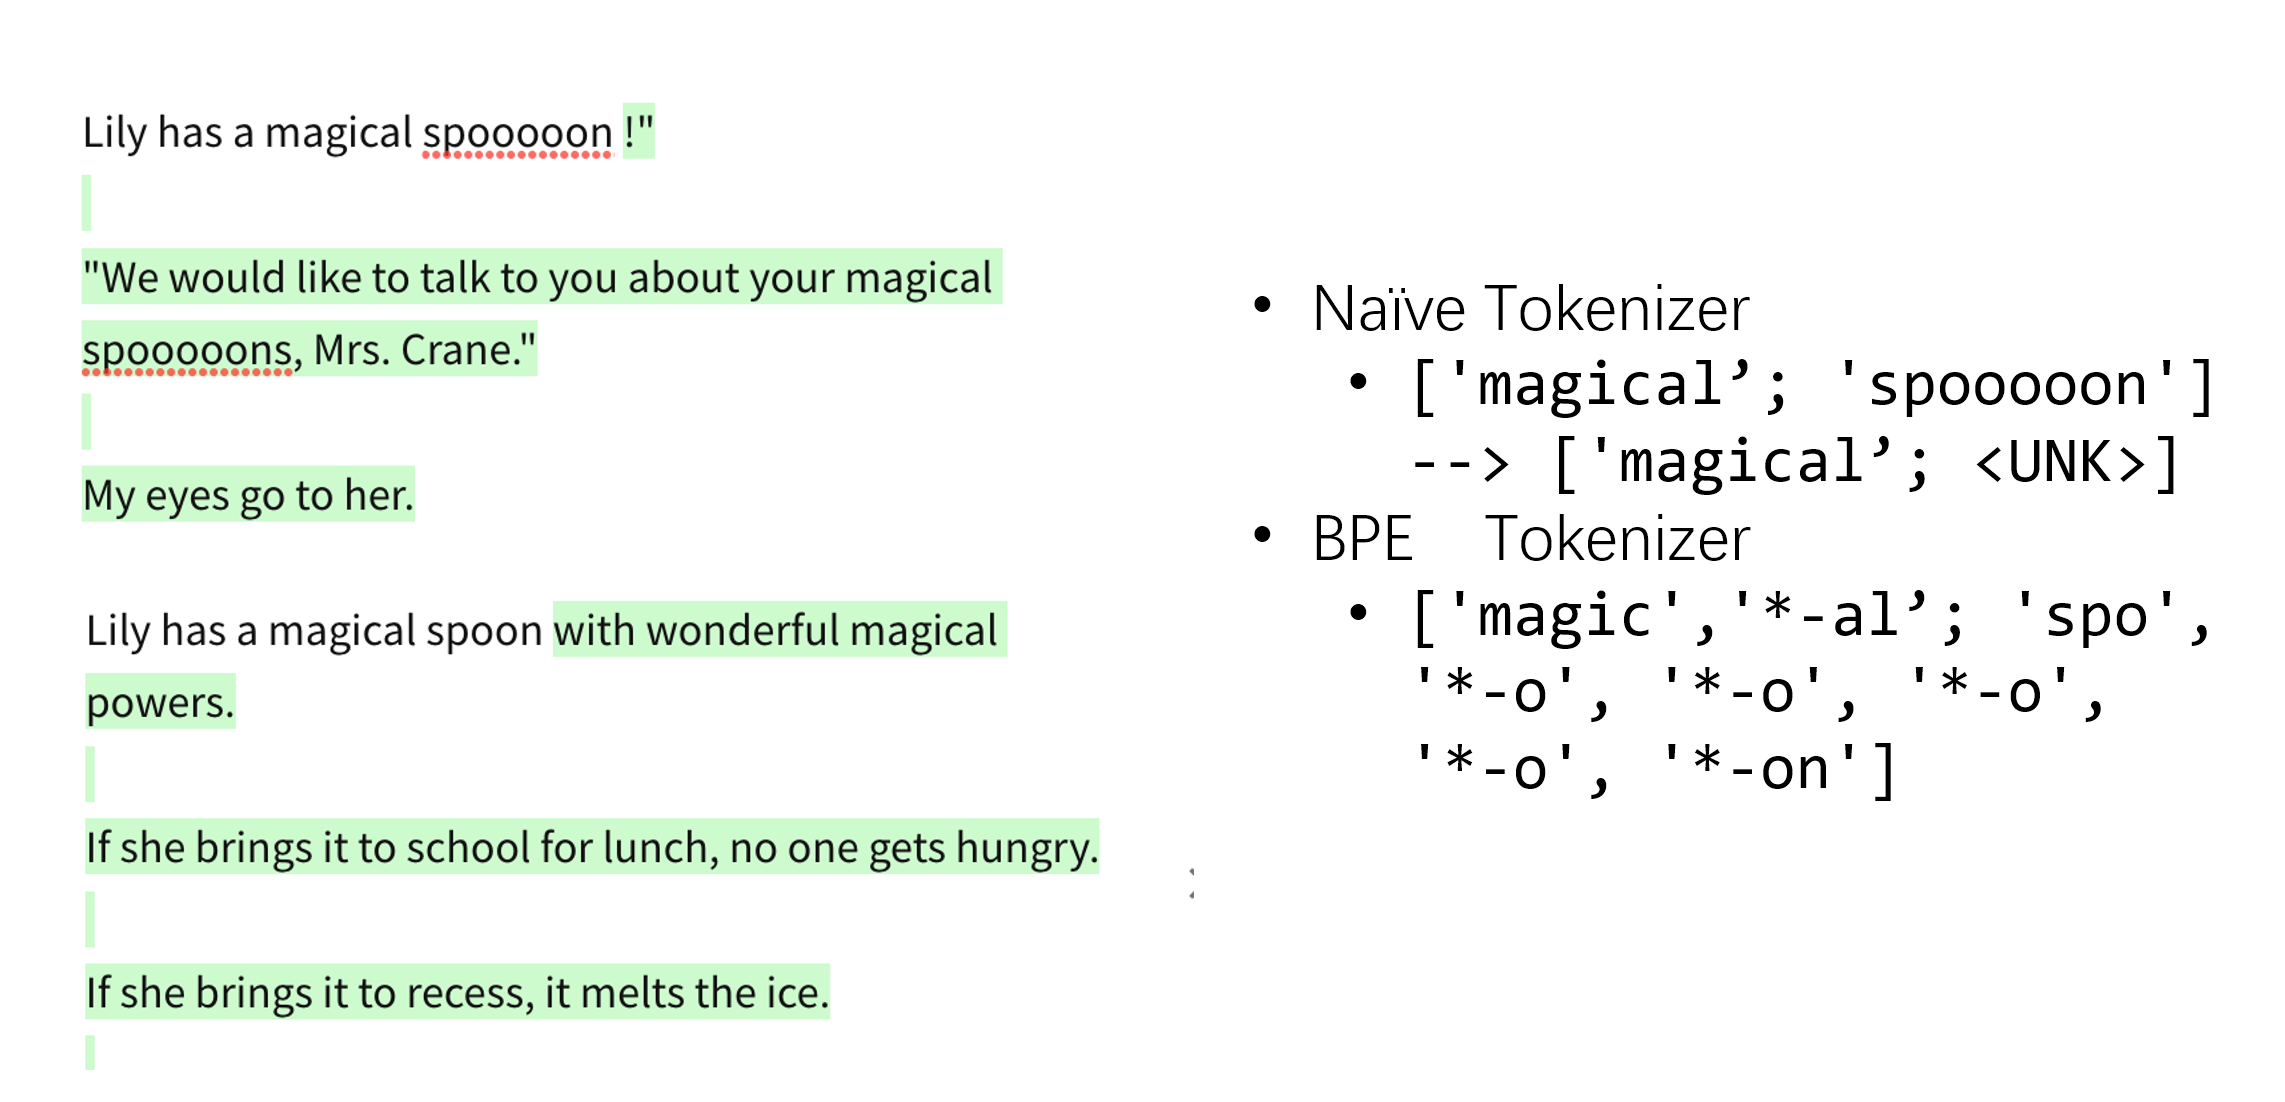 Lily has a magical spooooon !"
"We would like to talk to you about your magical
spooooons, Mrs. Crane."
My eyes go to her.
Lily has a magical spoon with wonderful magical
powers.
If she brings it to school for lunch, no one gets hungry.
If she brings it to recess, it melts the ice.
• Naïve Tokenizer
• ['magical’; 'spooooon']
--> ['magical’; <UNK>]
• BPE Tokenizer
• ['magic','*-al’; 'spo',
'*-o', '*-o', '*-o',
'*-o', '*-on']